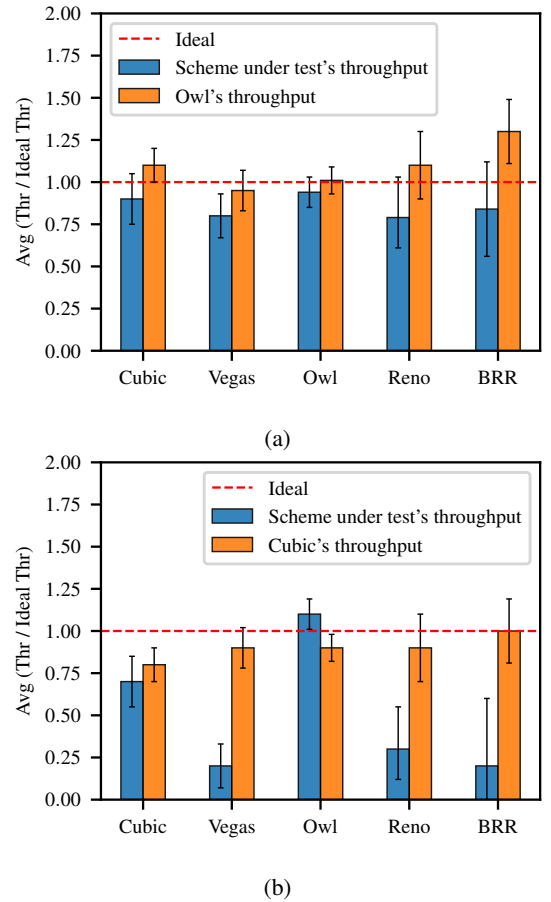 2.00
1.75
1.50
1.25
1.00
0.75
0.50
0.25
0.00
Avg (Thr / Ideal Thr)
Ideal
Scheme under test's throughput
Owl's throughput
Cubic Vegas Owl Reno BRR
(a)
2.00
1.75
1.50
1.25
1.00
0.75
0.50
0.25
0.00
Avg (Thr / Ideal Thr)
Ideal
Scheme under test's throughput
Cubic's throughput
Cubic Vegas Owl Reno BRR
(b)